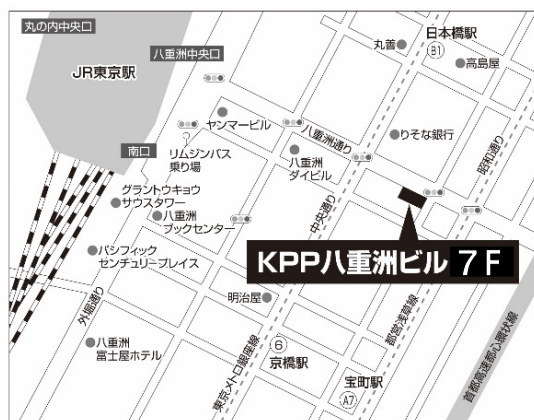 丸の内中央口
八重洲中央口
JR東京駅
日本橋駅
B1
丸善
高島屋
ヤンマービル
八重洲通り
りそな銀行
昭和通り
南口
リムジンバス
乗り場
八重洲
ダイビル
グラントウキョウ
サウスタワー
八重洲
ブックセンター
中央通り
パシフィック
センチュリープレイス
KPP八重洲ビル 7F
外堀通り
明治屋
都営浅草線
八重洲
富士屋ホテル
東京メトロ銀座線
6
京橋駅
宝町駅
A7
首都高速都心環状線